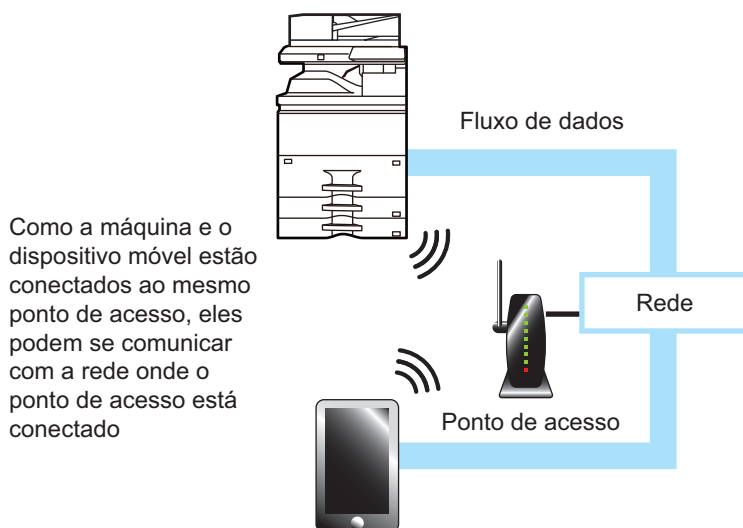 Fluxo de dados
Como a máquina e o
dispositivo móvel estão
conectados ao mesmo
ponto de acesso, eles
podem se comunicar
com a rede onde o
ponto de acesso está
conectado
Rede
Ponto de acesso